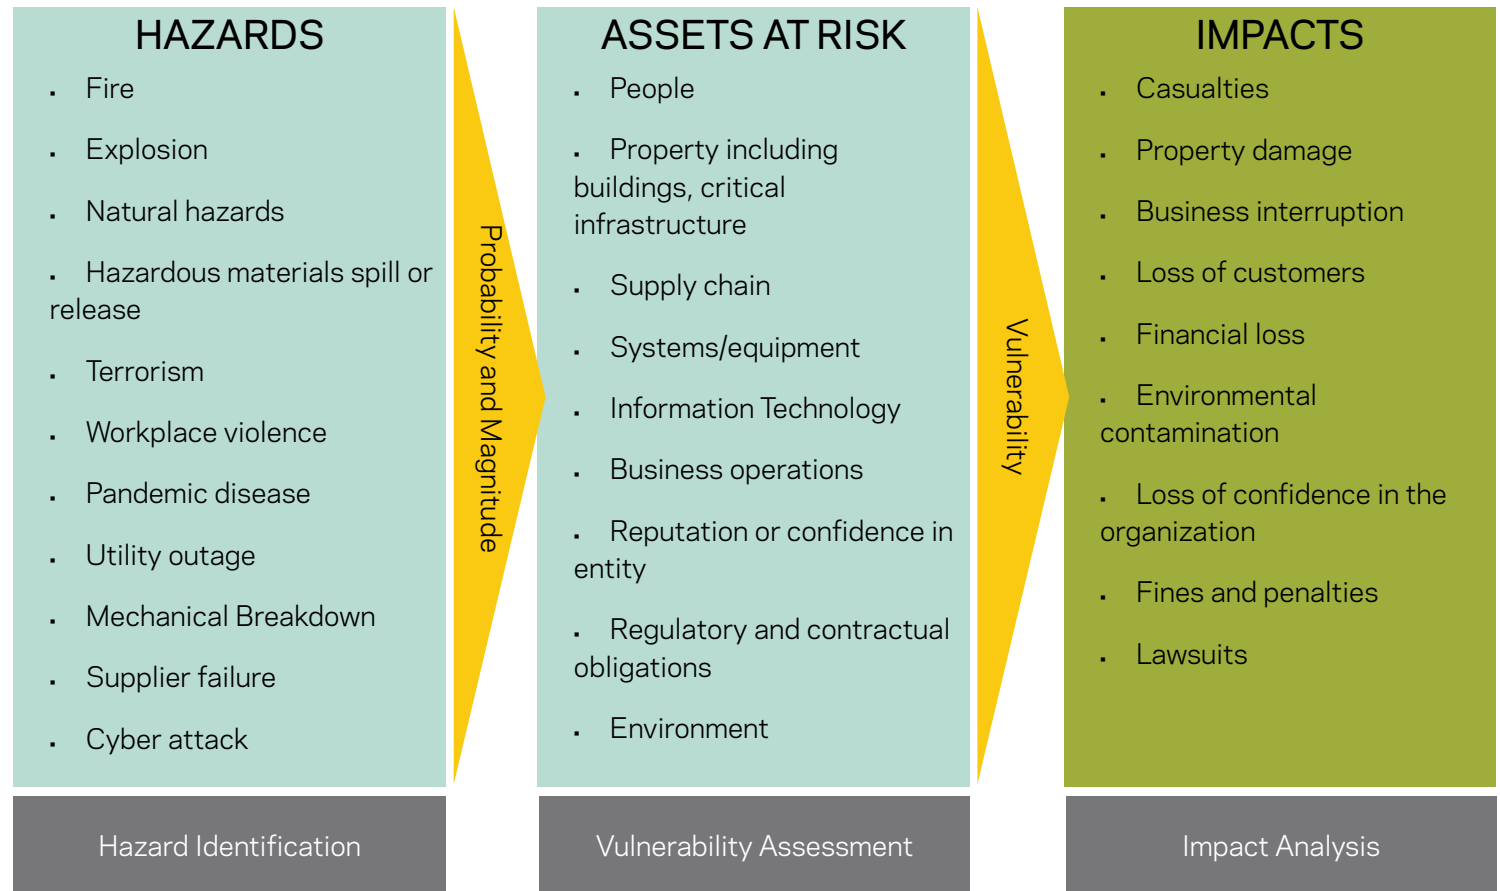 HAZARDS
▪ Fire
▪ Explosion
▪ Natural hazards
▪ Hazardous materials spill or
release
▪ Terrorism
▪ Workplace violence
▪ Pandemic disease
▪ Utility outage
▪ Mechanical Breakdown
▪ Supplier failure
▪ Cyber attack
Hazard Identification
Probability and Magnitude
ASSETS AT RISK
▪ People
▪ Property including
buildings, critical
infrastructure
▪ Supply chain
▪ Systems/equipment
▪ Information Technology
▪ Business operations
▪ Reputation or confidence in
entity
▪ Regulatory and contractual
obligations
▪ Environment
Vulnerability Assessment
Vulnerability
IMPACTS
▪ Casualties
▪ Property damage
▪ Business interruption
▪ Loss of customers
▪ Financial loss
▪ Environmental
contamination
▪ Loss of confidence in the
organization
▪ Fines and penalties
▪ Lawsuits
Impact Analysis